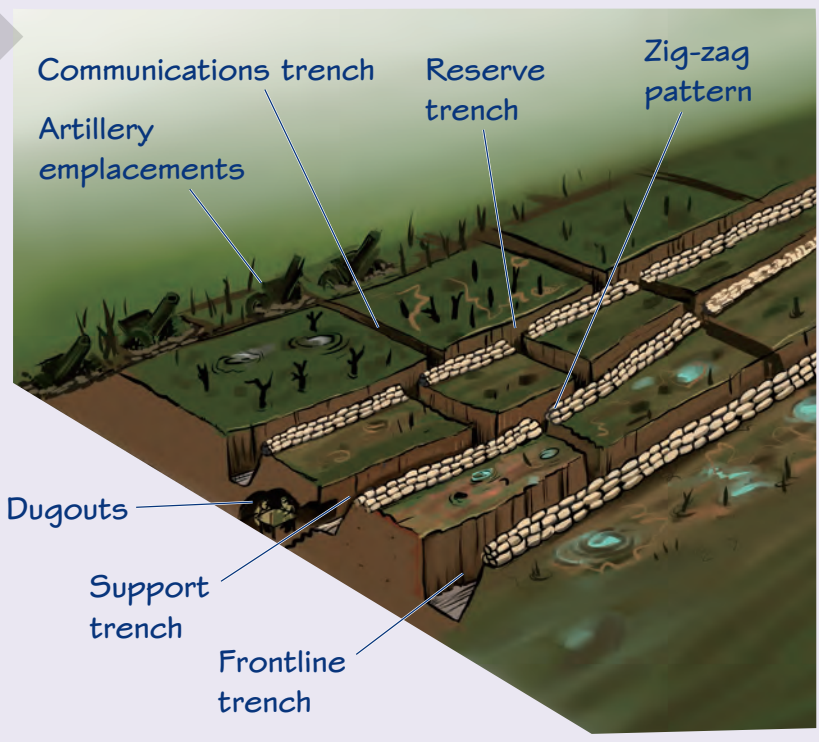 Communications trench
Artillery
emplacements
Reserve
trench
Zig-zag
pattern
Dugouts
Support
trench
Frontline
trench